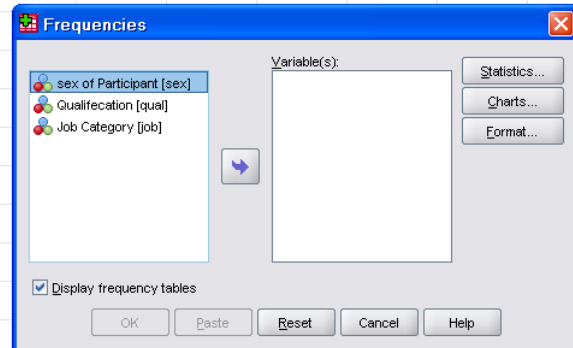 Frequencies
Variable(s):
sex of Participant [sex]
Qualifecation [qual]
Job Category [job]
Statistics...
Charts...
Format...
Display frequency tables
OK Paste Reset Cancel Help